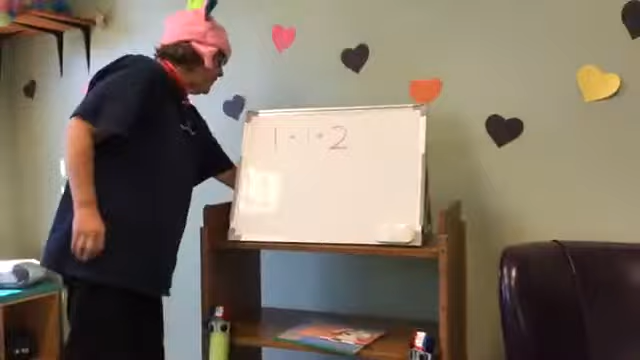 1 + 1 = 2